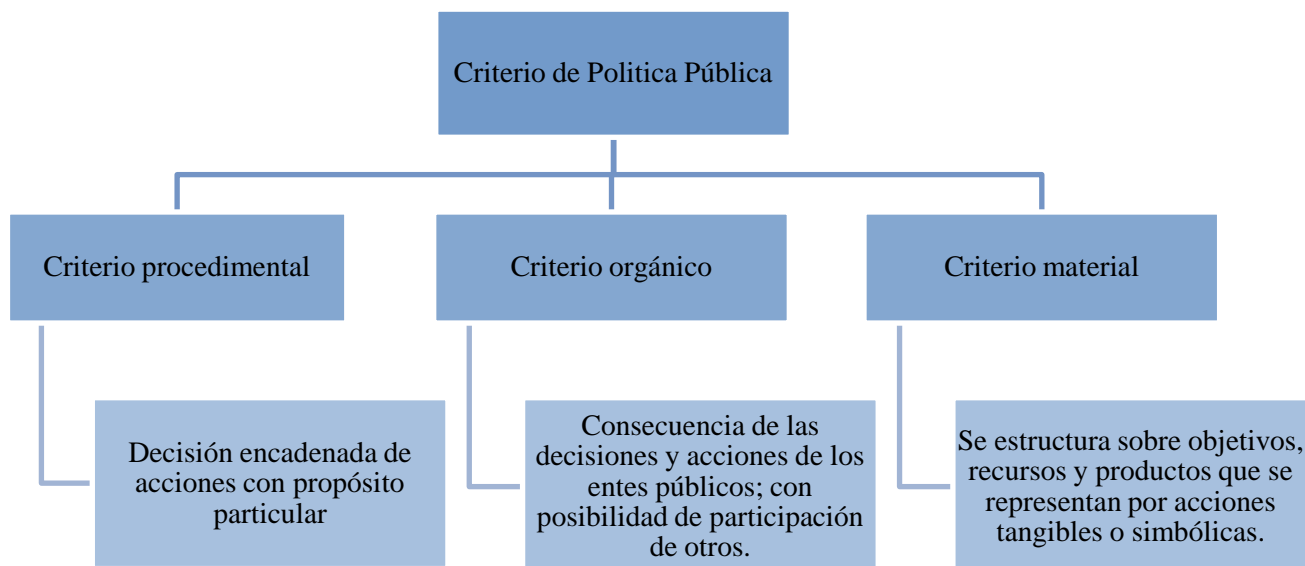 Criterio de Politica Pública
Criterio procedimental
Criterio orgánico
Criterio material
Decisión encadenada de
acciones con propósito
particular
Consecuencia de las
decisiones y acciones de los
entes públicos; con
posibilidad de participación
de otros.
Se estructura sobre objetivos,
recursos y productos que se
representan por acciones
tangibles o simbólicas.